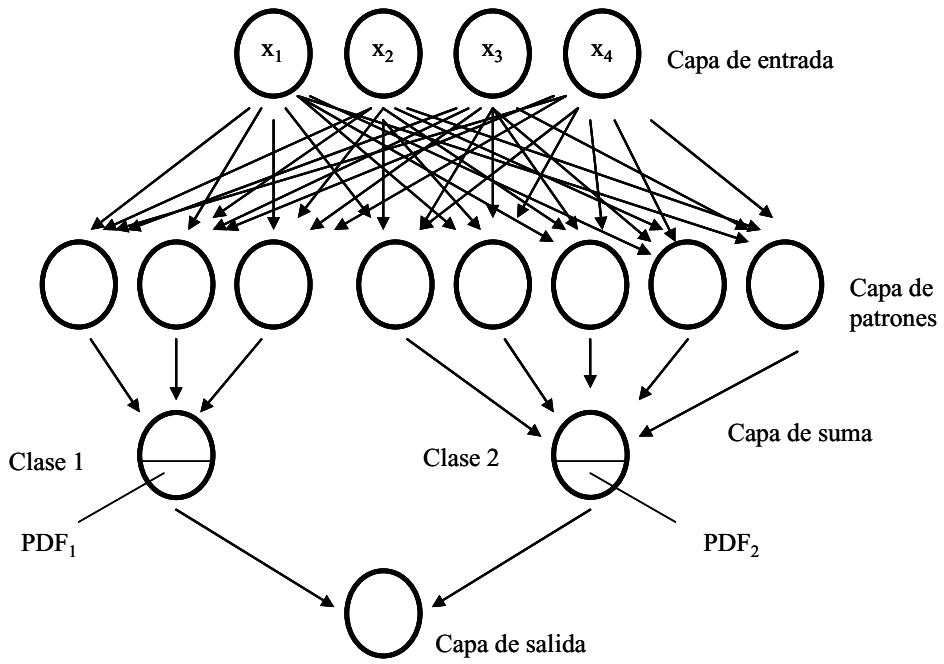 x₁ x₂ x₃ x₄
Capa de entrada
Capa de
patrones
Capa de suma
Clase 1
Clase 2
PDF₁
PDF₂
Capa de salida